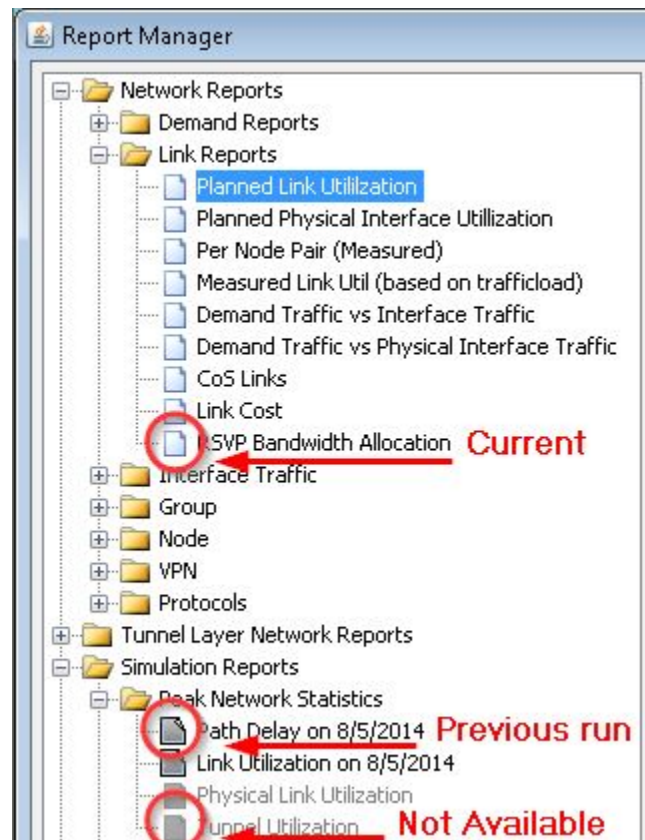 Report Manager
Network Reports
Demand Reports
Link Reports
Planned Link Utililzation
Planned Physical Interface Utillization
Per Node Pair (Measured)
Measured Link Util (based on trafficload)
Demand Traffic vs Interface Traffic
Demand Traffic vs Physical Interface Traffic
CoS Links
Link Cost
RSVP Bandwidth Allocation Current
Interface Traffic
Group
Node
VPN
Protocols
Tunnel Layer Network Reports
Simulation Reports
Peak Network Statistics
Path Delay on 8/5/2014 Previous run
Link Utilization on 8/5/2014
Physical Link Utilization
Tunnel Utilization Not Available